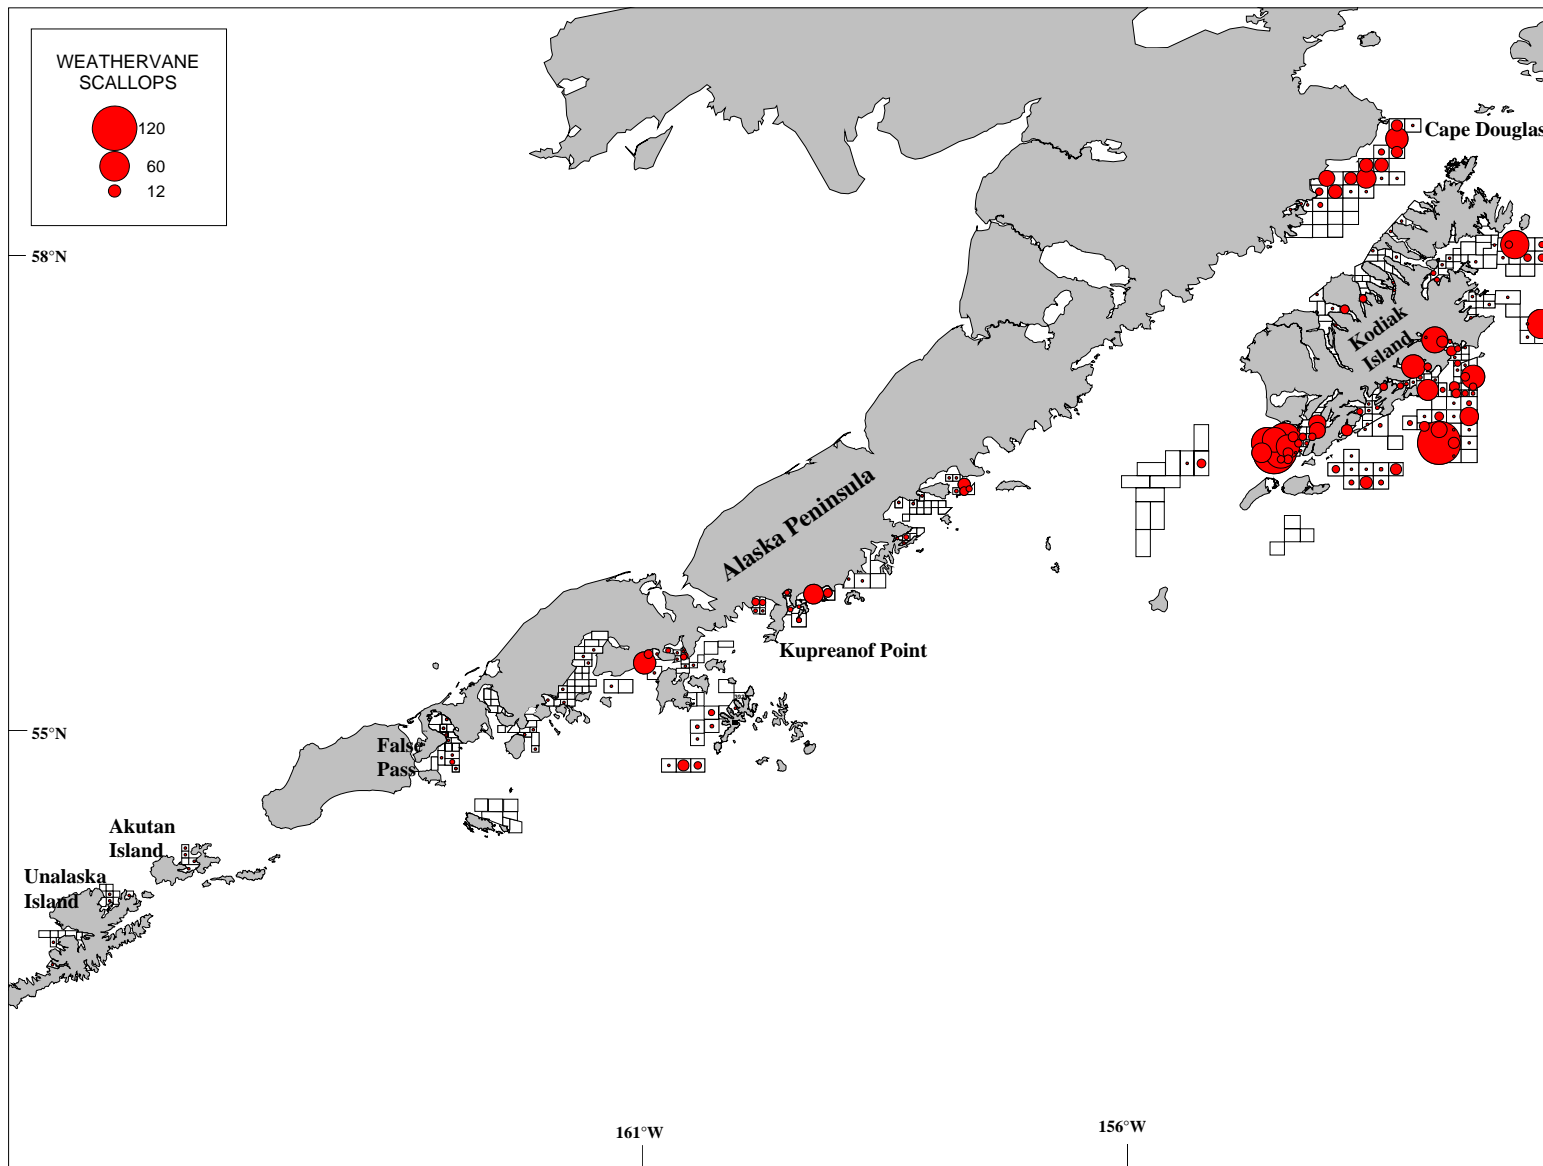 WEATHERVANE
SCALLOPS
120
60
12
Cape Douglas
58°N
Kodiak
Island
Alaska Peninsula
Kupreanof Point
55°N
False
Pass
Akutan
Island
Unalaska
Island
161°W
156°W